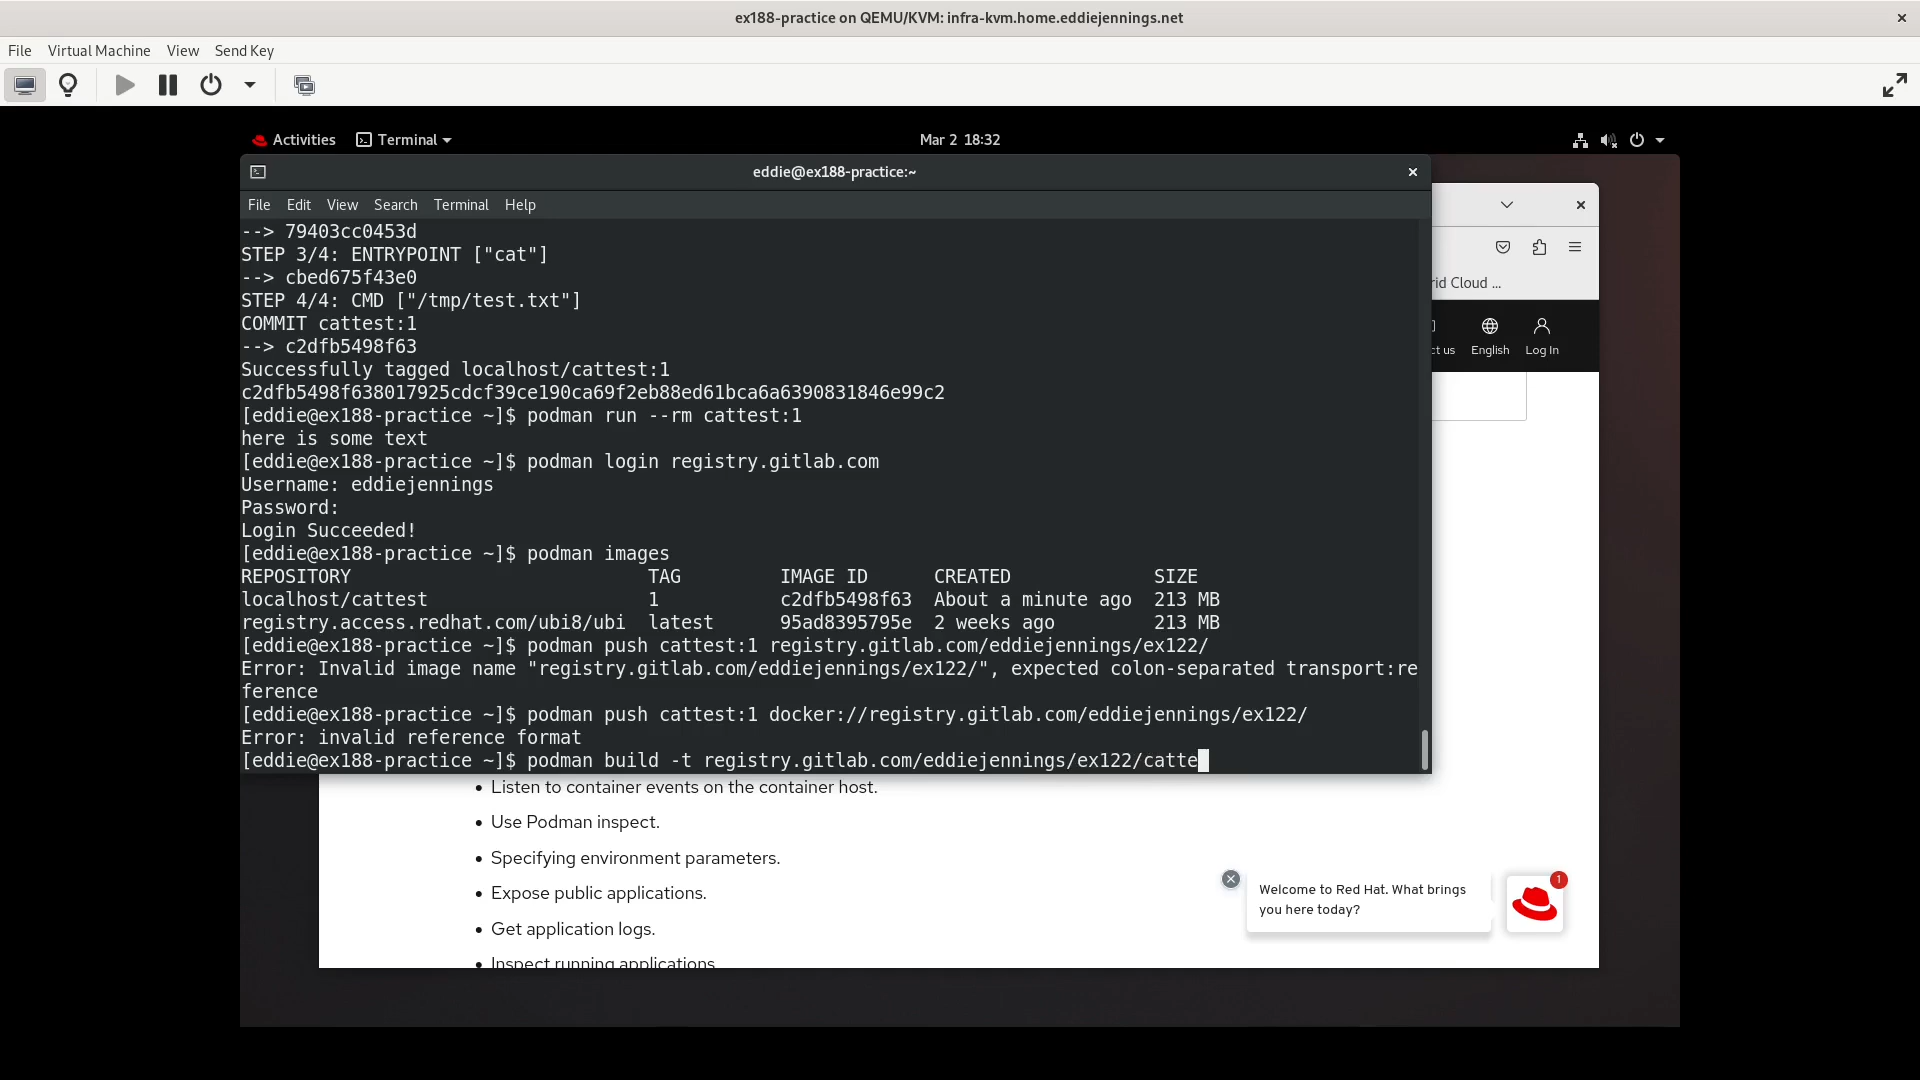 ex188-practice on QEMU/KVM: infra-kvm.home.eddiejennings.net
File Virtual Machine View Send Key
Activities Terminal Mar 2 18:32
eddie@ex188-practice:~
File Edit View Search Terminal Help
--> 79403cc0453d
STEP 3/4: ENTRYPOINT ["cat"]
--> cbed675f43e0
STEP 4/4: CMD ["/tmp/test.txt"]
COMMIT cattest:1
--> c2dfb5498f63
Successfully tagged localhost/cattest:1
c2dfb5498f638017925cdcf39ce190ca69f2eb88ed61bca6a6390831846e99c2
[eddie@ex188-practice ~]$ podman run --rm cattest:1
here is some text
[eddie@ex188-practice ~]$ podman login registry.gitlab.com
Username: eddiejennings
Password:
Login Succeeded!
[eddie@ex188-practice ~]$ podman images
REPOSITORY TAG IMAGE ID CREATED SIZE
localhost/cattest 1 c2dfb5498f63 About a minute ago 213 MB
registry.access.redhat.com/ubi8/ubi latest 95ad8395795e 2 weeks ago 213 MB
[eddie@ex188-practice ~]$ podman push cattest:1 registry.gitlab.com/eddiejennings/ex122/
Error: Invalid image name "registry.gitlab.com/eddiejennings/ex122/", expected colon-separated transport:re
ference
[eddie@ex188-practice ~]$ podman push cattest:1 docker://registry.gitlab.com/eddiejennings/ex122/
Error: invalid reference format
[eddie@ex188-practice ~]$ podman build -t registry.gitlab.com/eddiejennings/ex122/catte
rid Cloud ...
ct us English Log In
• Listen to container events on the container host.
• Use Podman inspect.
• Specifying environment parameters.
• Expose public applications.
• Get application logs.
• Inspect running applications
Welcome to Red Hat. What brings
you here today?
1